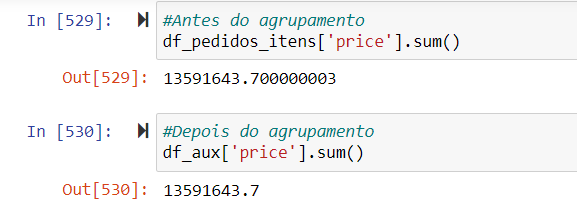 In [529]: #Antes do agrupamento
df_pedidos_itens['price'].sum()
Out[529]: 13591643.700000003
In [530]: #Depois do agrupamento
df_aux['price'].sum()
Out[530]: 13591643.7